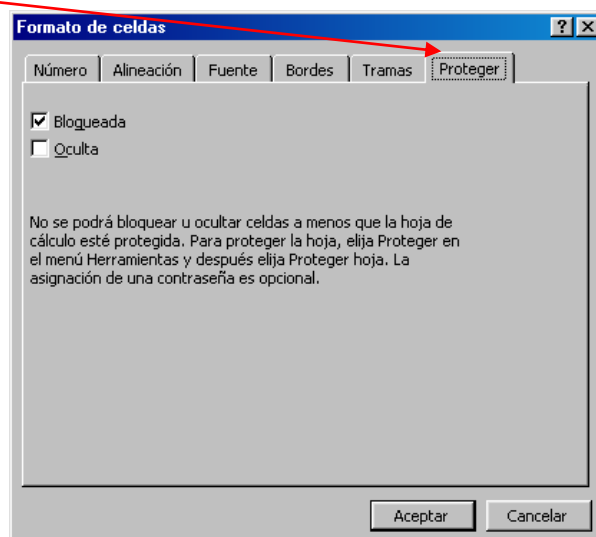 Formato de celdas
Número Alineación Fuente Bordes Tramas Proteger
Bloqueada
Oculta
No se podrá bloquear u ocultar celdas a menos que la hoja de
cálculo esté protegida. Para proteger la hoja, elija Proteger en
el menú Herramientas y después elija Proteger hoja. La
asignación de una contraseña es opcional.
Aceptar Cancelar